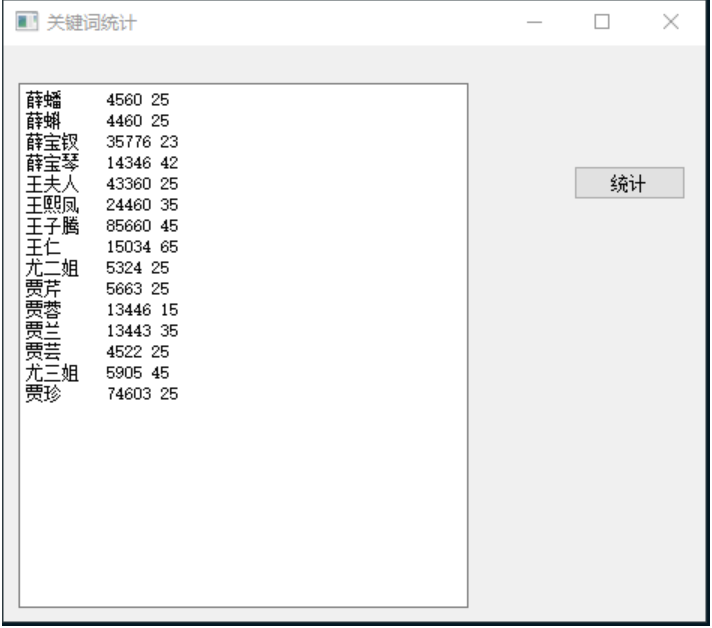 关键词统计
薛蟠 4560 25
薛蝌 4460 25
薛宝钗 35776 23
薛宝琴 14346 42
王夫人 43360 25
王熙凤 24460 35
王子腾 85660 45
王仁 15034 65
尤二姐 5324 25
贾芹 5663 25
贾蓉 13446 15
贾兰 13443 35
贾芸 4522 25
尤三姐 5905 45
贾珍 74603 25
统计